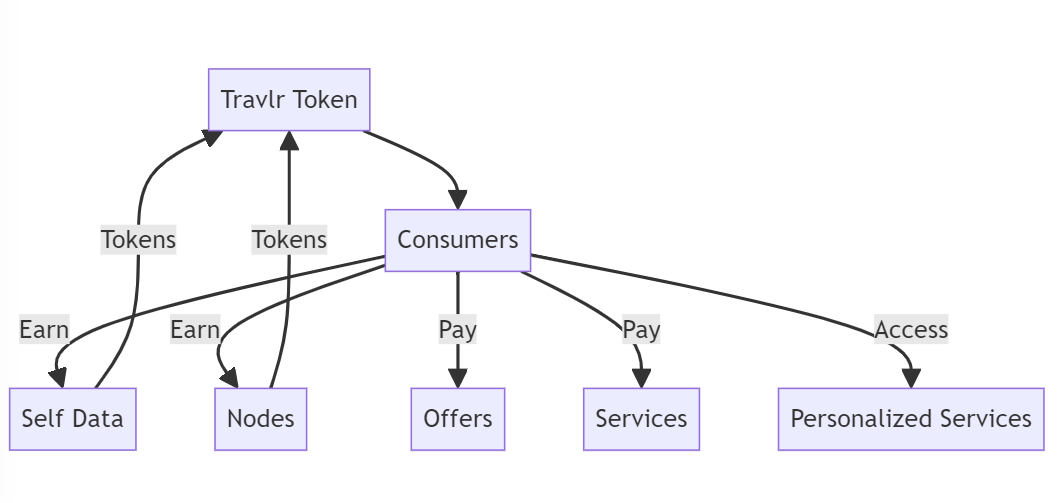 Travlr Token
Tokens
Tokens
Consumers
Earn
Earn
Pay
Pay
Access
Self Data
Nodes
Offers
Services
Personalized Services